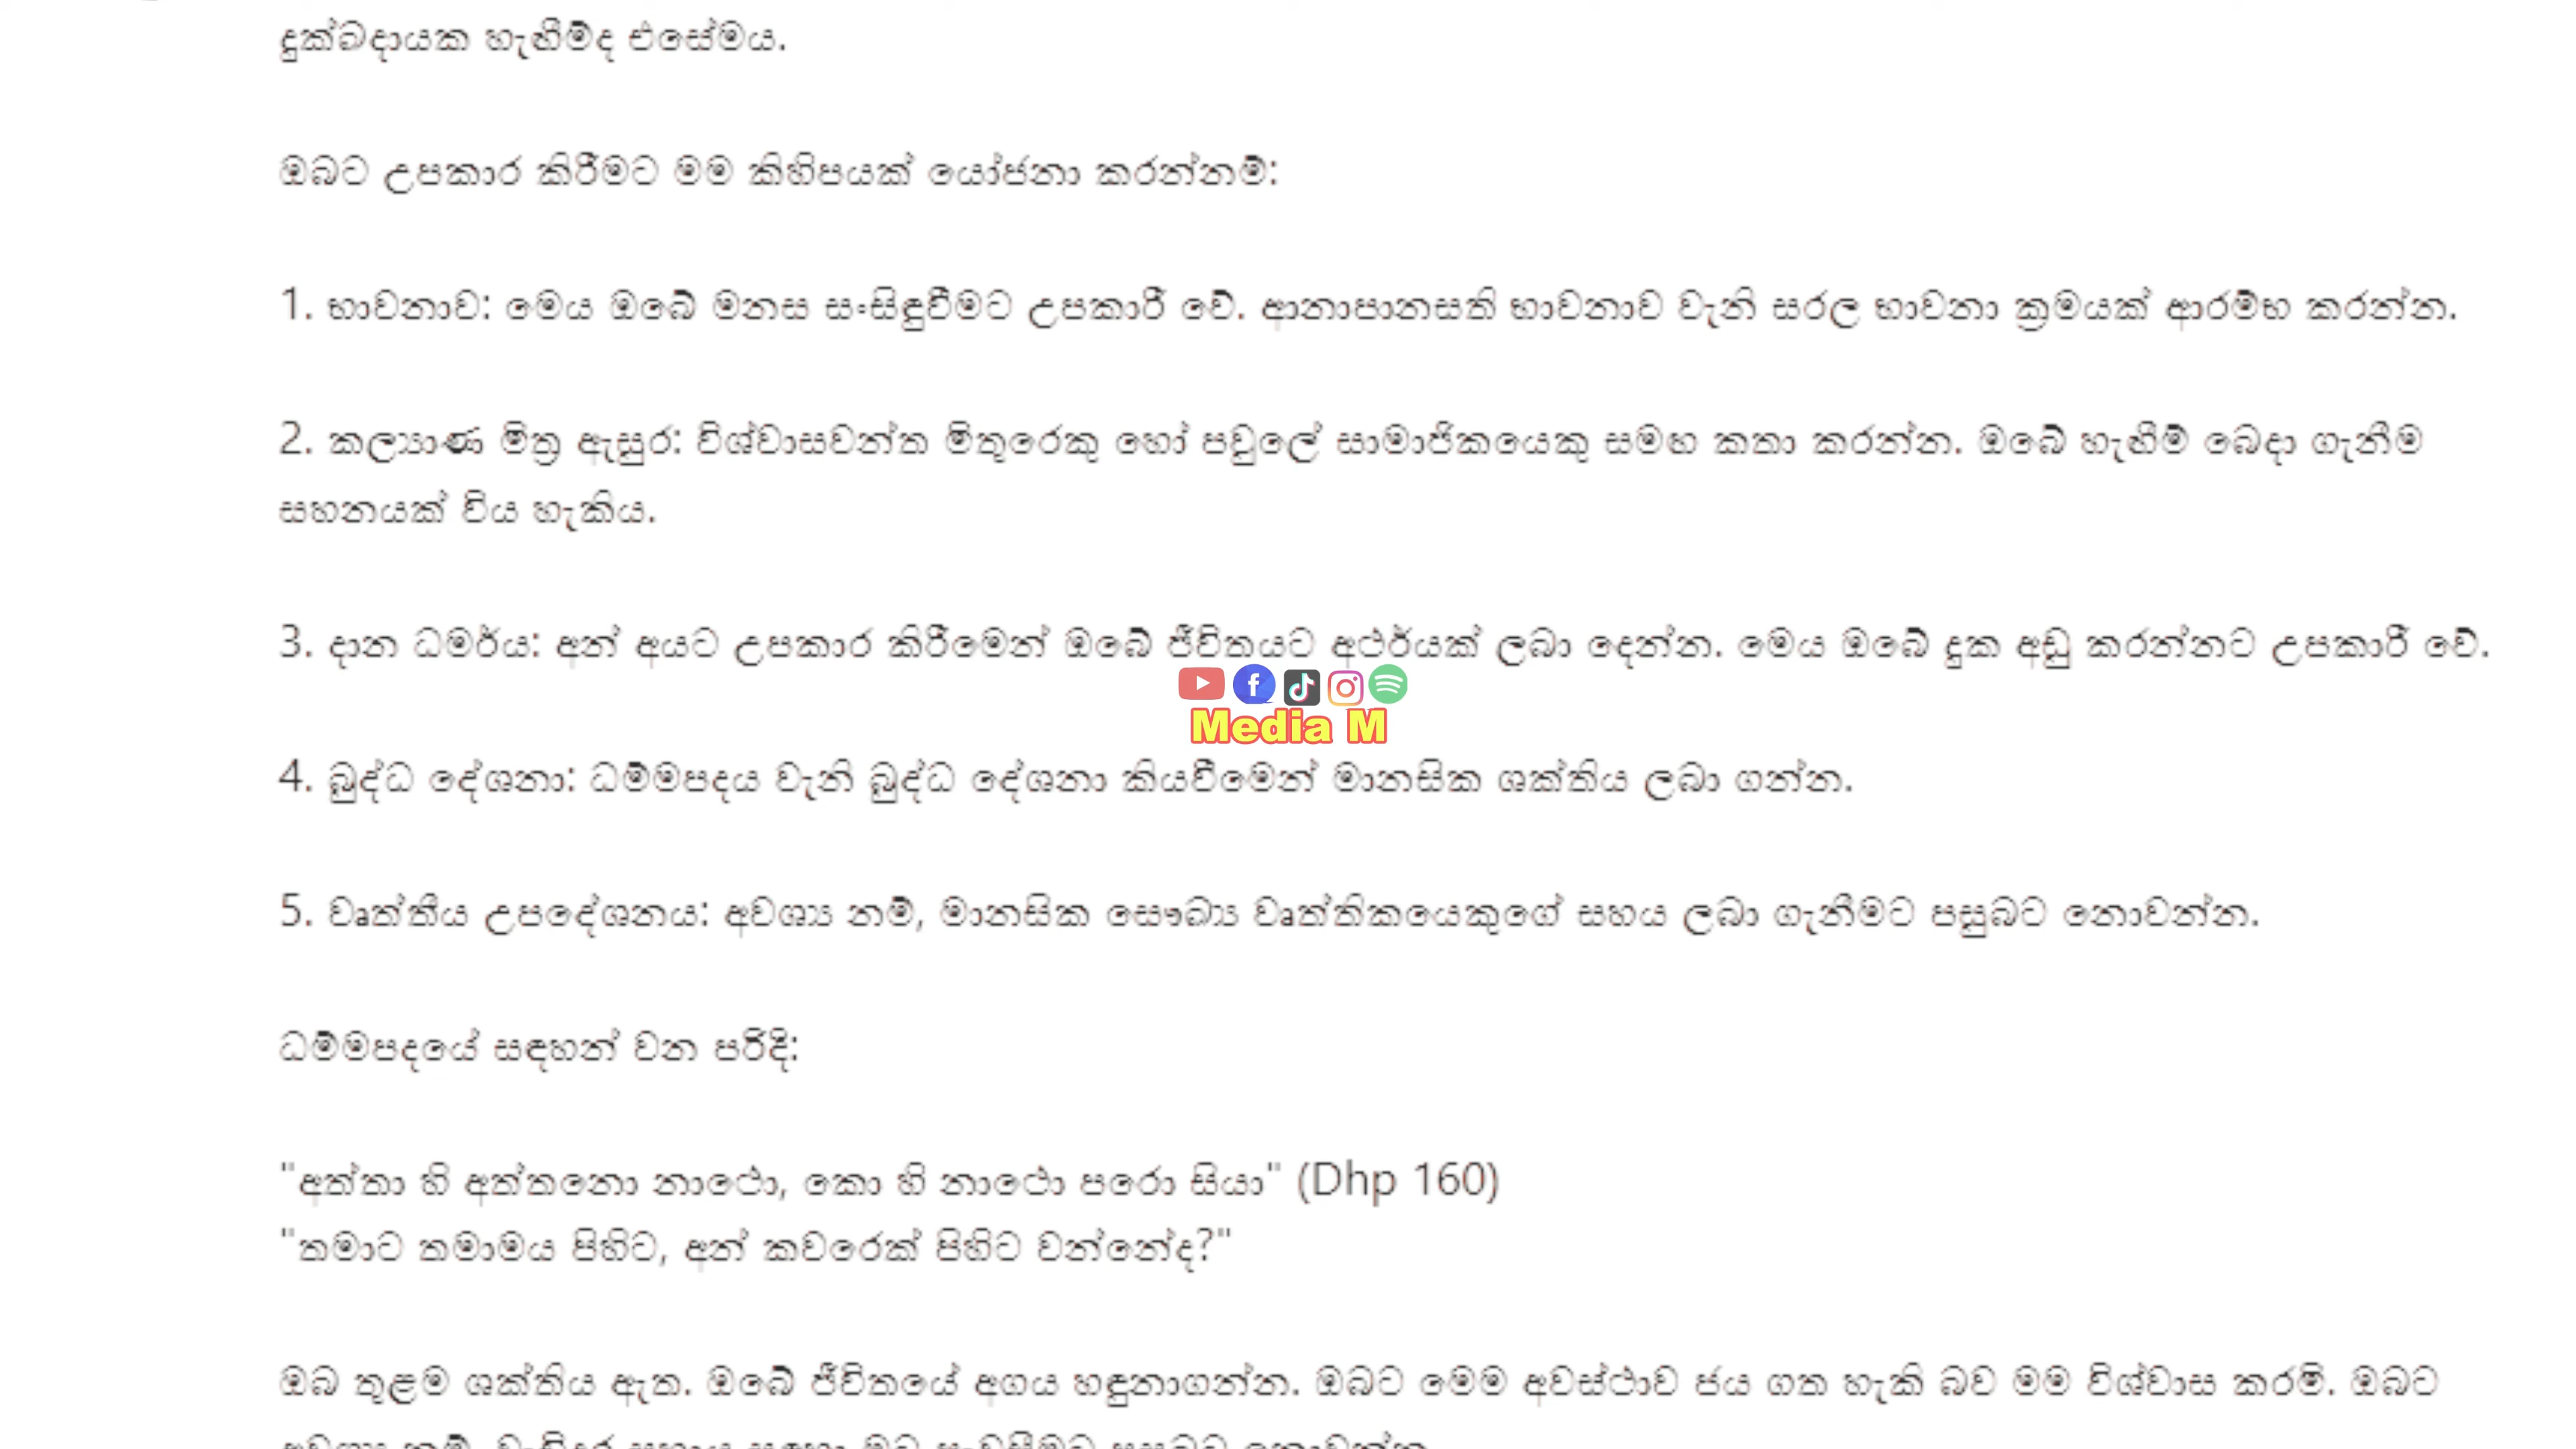 දුක්ඛදායක හැඟීම්ද එසේමය.
ඔබට උපකාර කිරීමට මම කිහිපයක් යෝජනා කරන්නම්:
1. භාවනාව: මෙය ඔබේ මනස සංසිඳුවීමට උපකාරී වේ. ආනාපානසති භාවනාව වැනි සරල භාවනා ක්‍රමයක් ආරම්භ කරන්න.
2. කල්‍යාණ මිත්‍ර ඇසුර: විශ්වාසවන්ත මිතුරෙකු හෝ පවුලේ සාමාජිකයෙකු සමඟ කතා කරන්න. ඔබේ හැඟීම් බෙදා ගැනීම
සහනයක් විය හැකිය.
3. දාන ධර්මය: අන් අයට උපකාර කිරීමෙන් ඔබේ ජීවිතයට අර්ථයක් ලබා දෙන්න. මෙය ඔබේ දුක අඩු කරන්නට උපකාරී වේ.
Media M
4. බුද්ධ දේශනා: ධම්මපදය වැනි බුද්ධ දේශනා කියවීමෙන් මානසික ශක්තිය ලබා ගන්න.
5. වෘත්තීය උපදේශනය: අවශ්‍ය නම්, මානසික සෞඛ්‍ය වෘත්තිකයෙකුගේ සහය ලබා ගැනීමට පසුබට නොවන්න.
ධම්මපදයේ සඳහන් වන පරිදි:
"අත්තා හි අත්තනො නාථො, කො හි නාථො පරො සියා" (Dhp 160)
"තමාට තමාමය පිහිට, අන් කවරෙක් පිහිට වන්නේද?"
ඔබ තුළම ශක්තිය ඇත. ඔබේ ජීවිතයේ අගය හඳුනාගන්න. ඔබට මෙම අවස්ථාව ජය ගත හැකි බව මම විශ්වාස කරමි. ඔබට